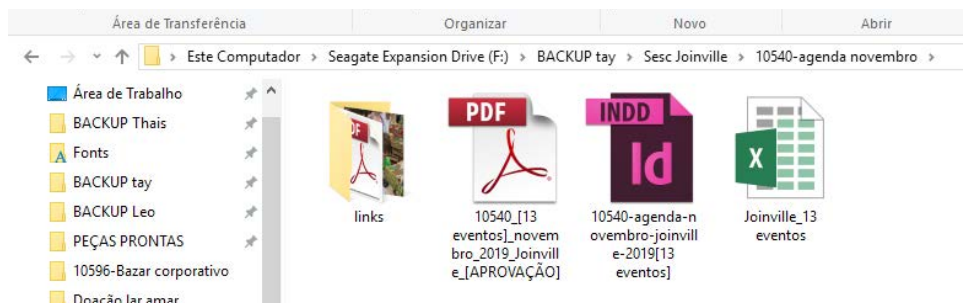 Área de Transferência Organizar Novo Abrir
Este Computador > Seagate Expansion Drive (F:) > BACKUP tay > Sesc Joinville > 10540-agenda novembro >
Área de Trabalho
BACKUP Thais
Fonts
BACKUP tay
BACKUP Leo
PEÇAS PRONTAS
10596-Bazar corporativo
Doação lar amar
PDF
links
PDF
10540_[13
eventos]_novem
bro_2019_Joinvill
e_[APROVAÇÃO]
INDD
Id
10540-agenda-n
ovembro-joinvill
e-2019[13
eventos]
X
Joinville_13
eventos